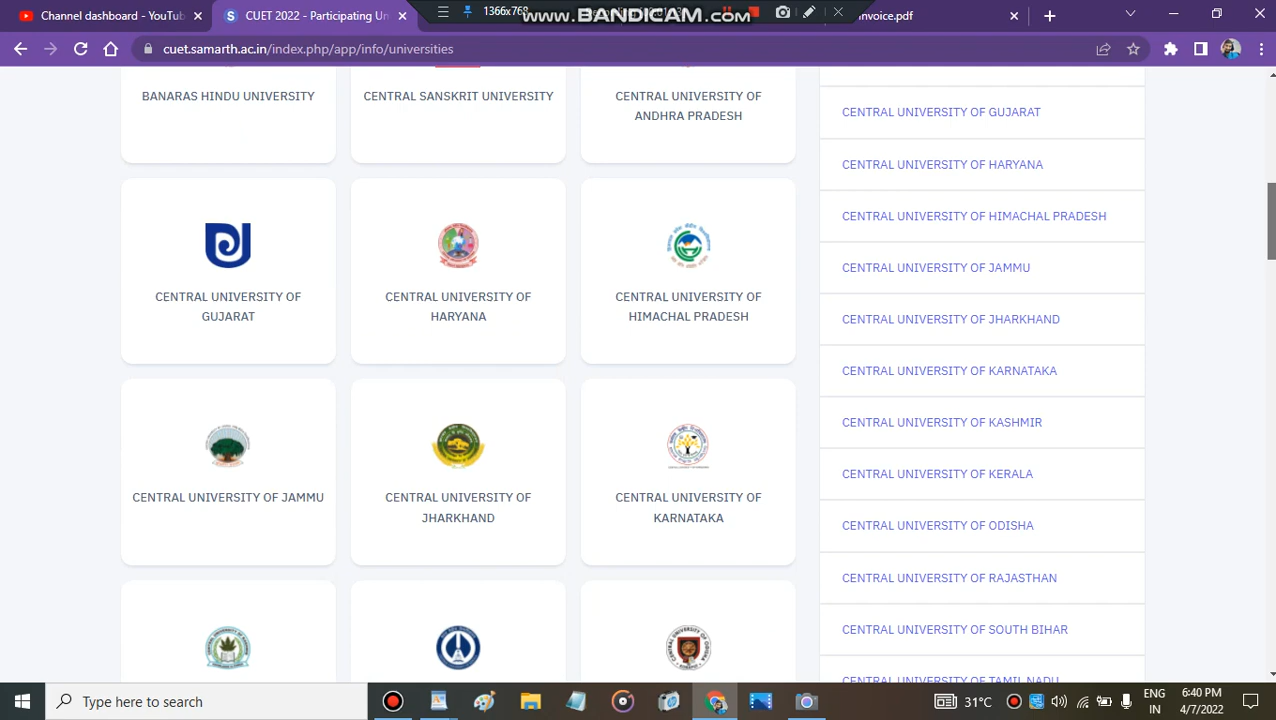 Channel dashboard - YouTub
CUET 2022 - Participating Un
1366x768
www.BANDICAM.com
Invoice.pdf
cuet.samarth.ac.in/index.php/app/info/universities
BANARAS HINDU UNIVERSITY
CENTRAL SANSKRIT UNIVERSITY
CENTRAL UNIVERSITY OF
ANDHRA PRADESH
CENTRAL UNIVERSITY OF
GUJARAT
CENTRAL UNIVERSITY OF
HARYANA
CENTRAL UNIVERSITY OF
HIMACHAL PRADESH
CENTRAL UNIVERSITY OF JAMMU
CENTRAL UNIVERSITY OF
JHARKHAND
CENTRAL UNIVERSITY OF
KARNATAKA
CENTRAL UNIVERSITY OF GUJARAT
CENTRAL UNIVERSITY OF HARYANA
CENTRAL UNIVERSITY OF HIMACHAL PRADESH
CENTRAL UNIVERSITY OF JAMMU
CENTRAL UNIVERSITY OF JHARKHAND
CENTRAL UNIVERSITY OF KARNATAKA
CENTRAL UNIVERSITY OF KASHMIR
CENTRAL UNIVERSITY OF KERALA
CENTRAL UNIVERSITY OF ODISHA
CENTRAL UNIVERSITY OF RAJASTHAN
CENTRAL UNIVERSITY OF SOUTH BIHAR
CENTRAL UNIVERSITY OF TAMIL NADU
Type here to search
31°C
ENG
IN
6:40 PM
4/7/2022